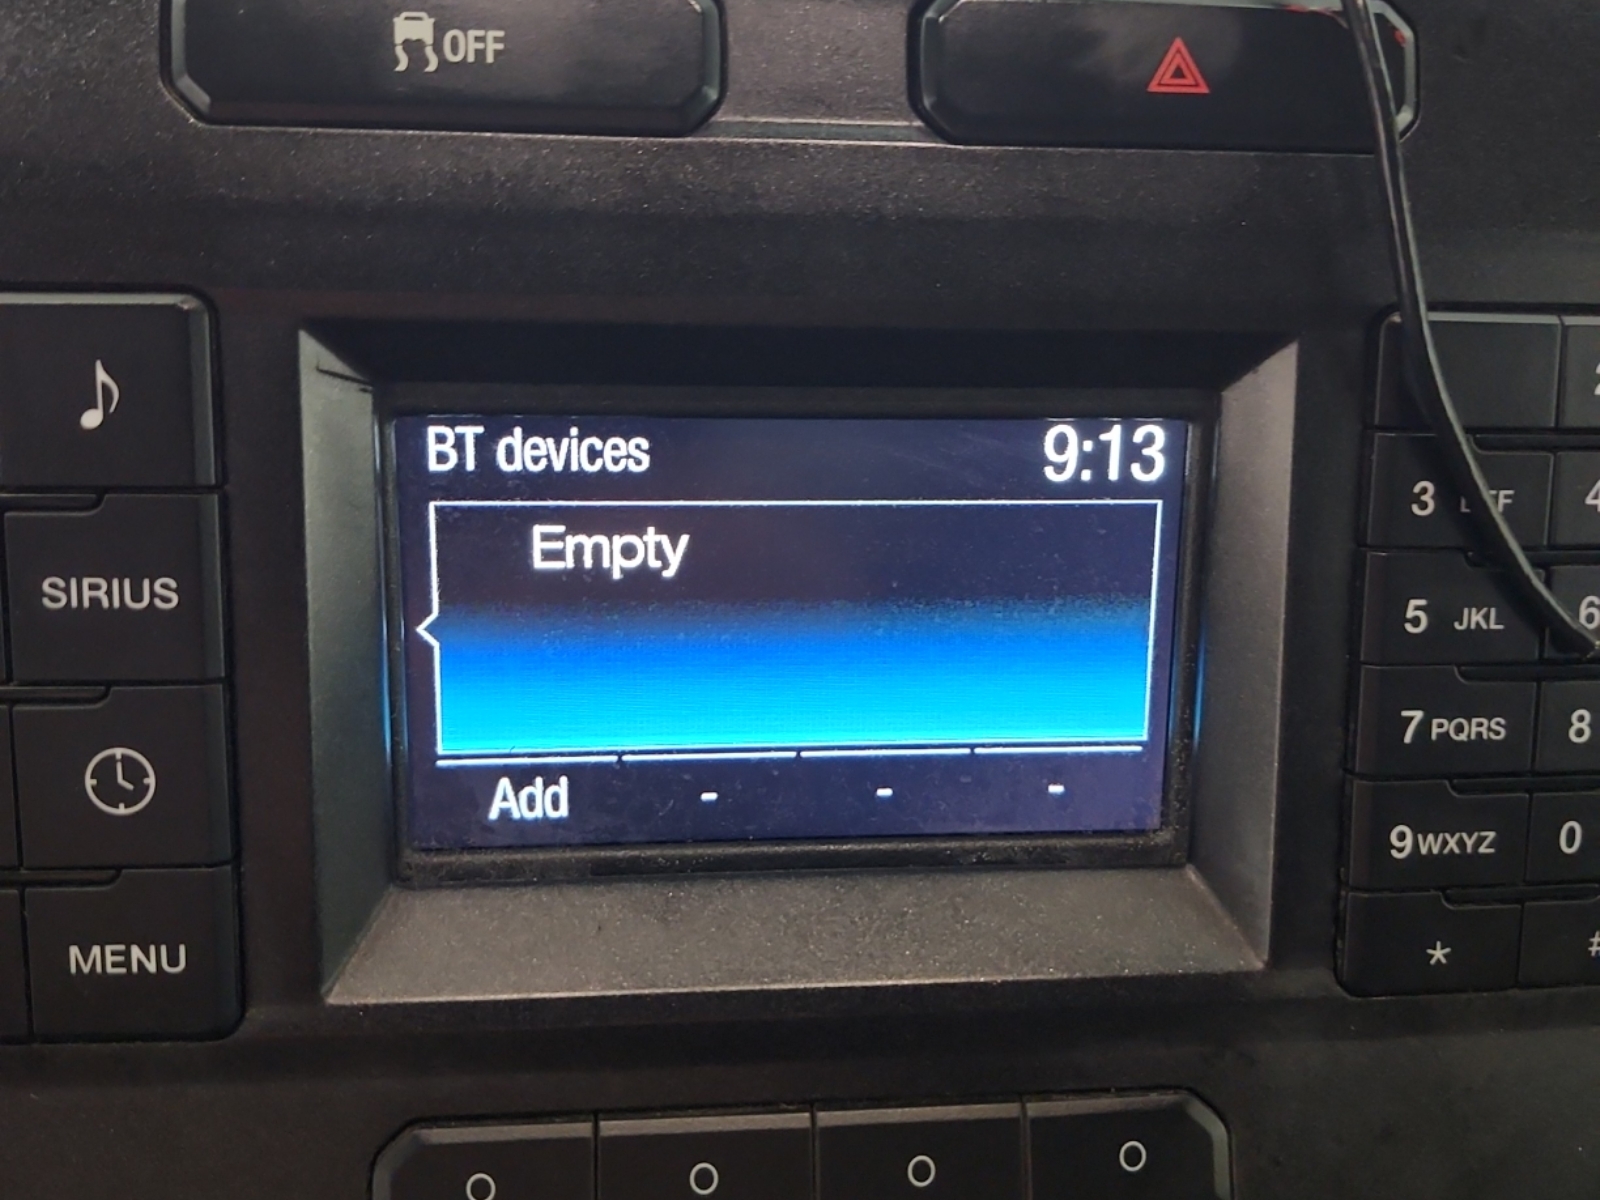 OFF
BT devices 9:13
Empty
Add - - -
SIRIUS
MENU
3
5 JKL
7 PQRS 8
9 WXYZ 0
*
O O O O